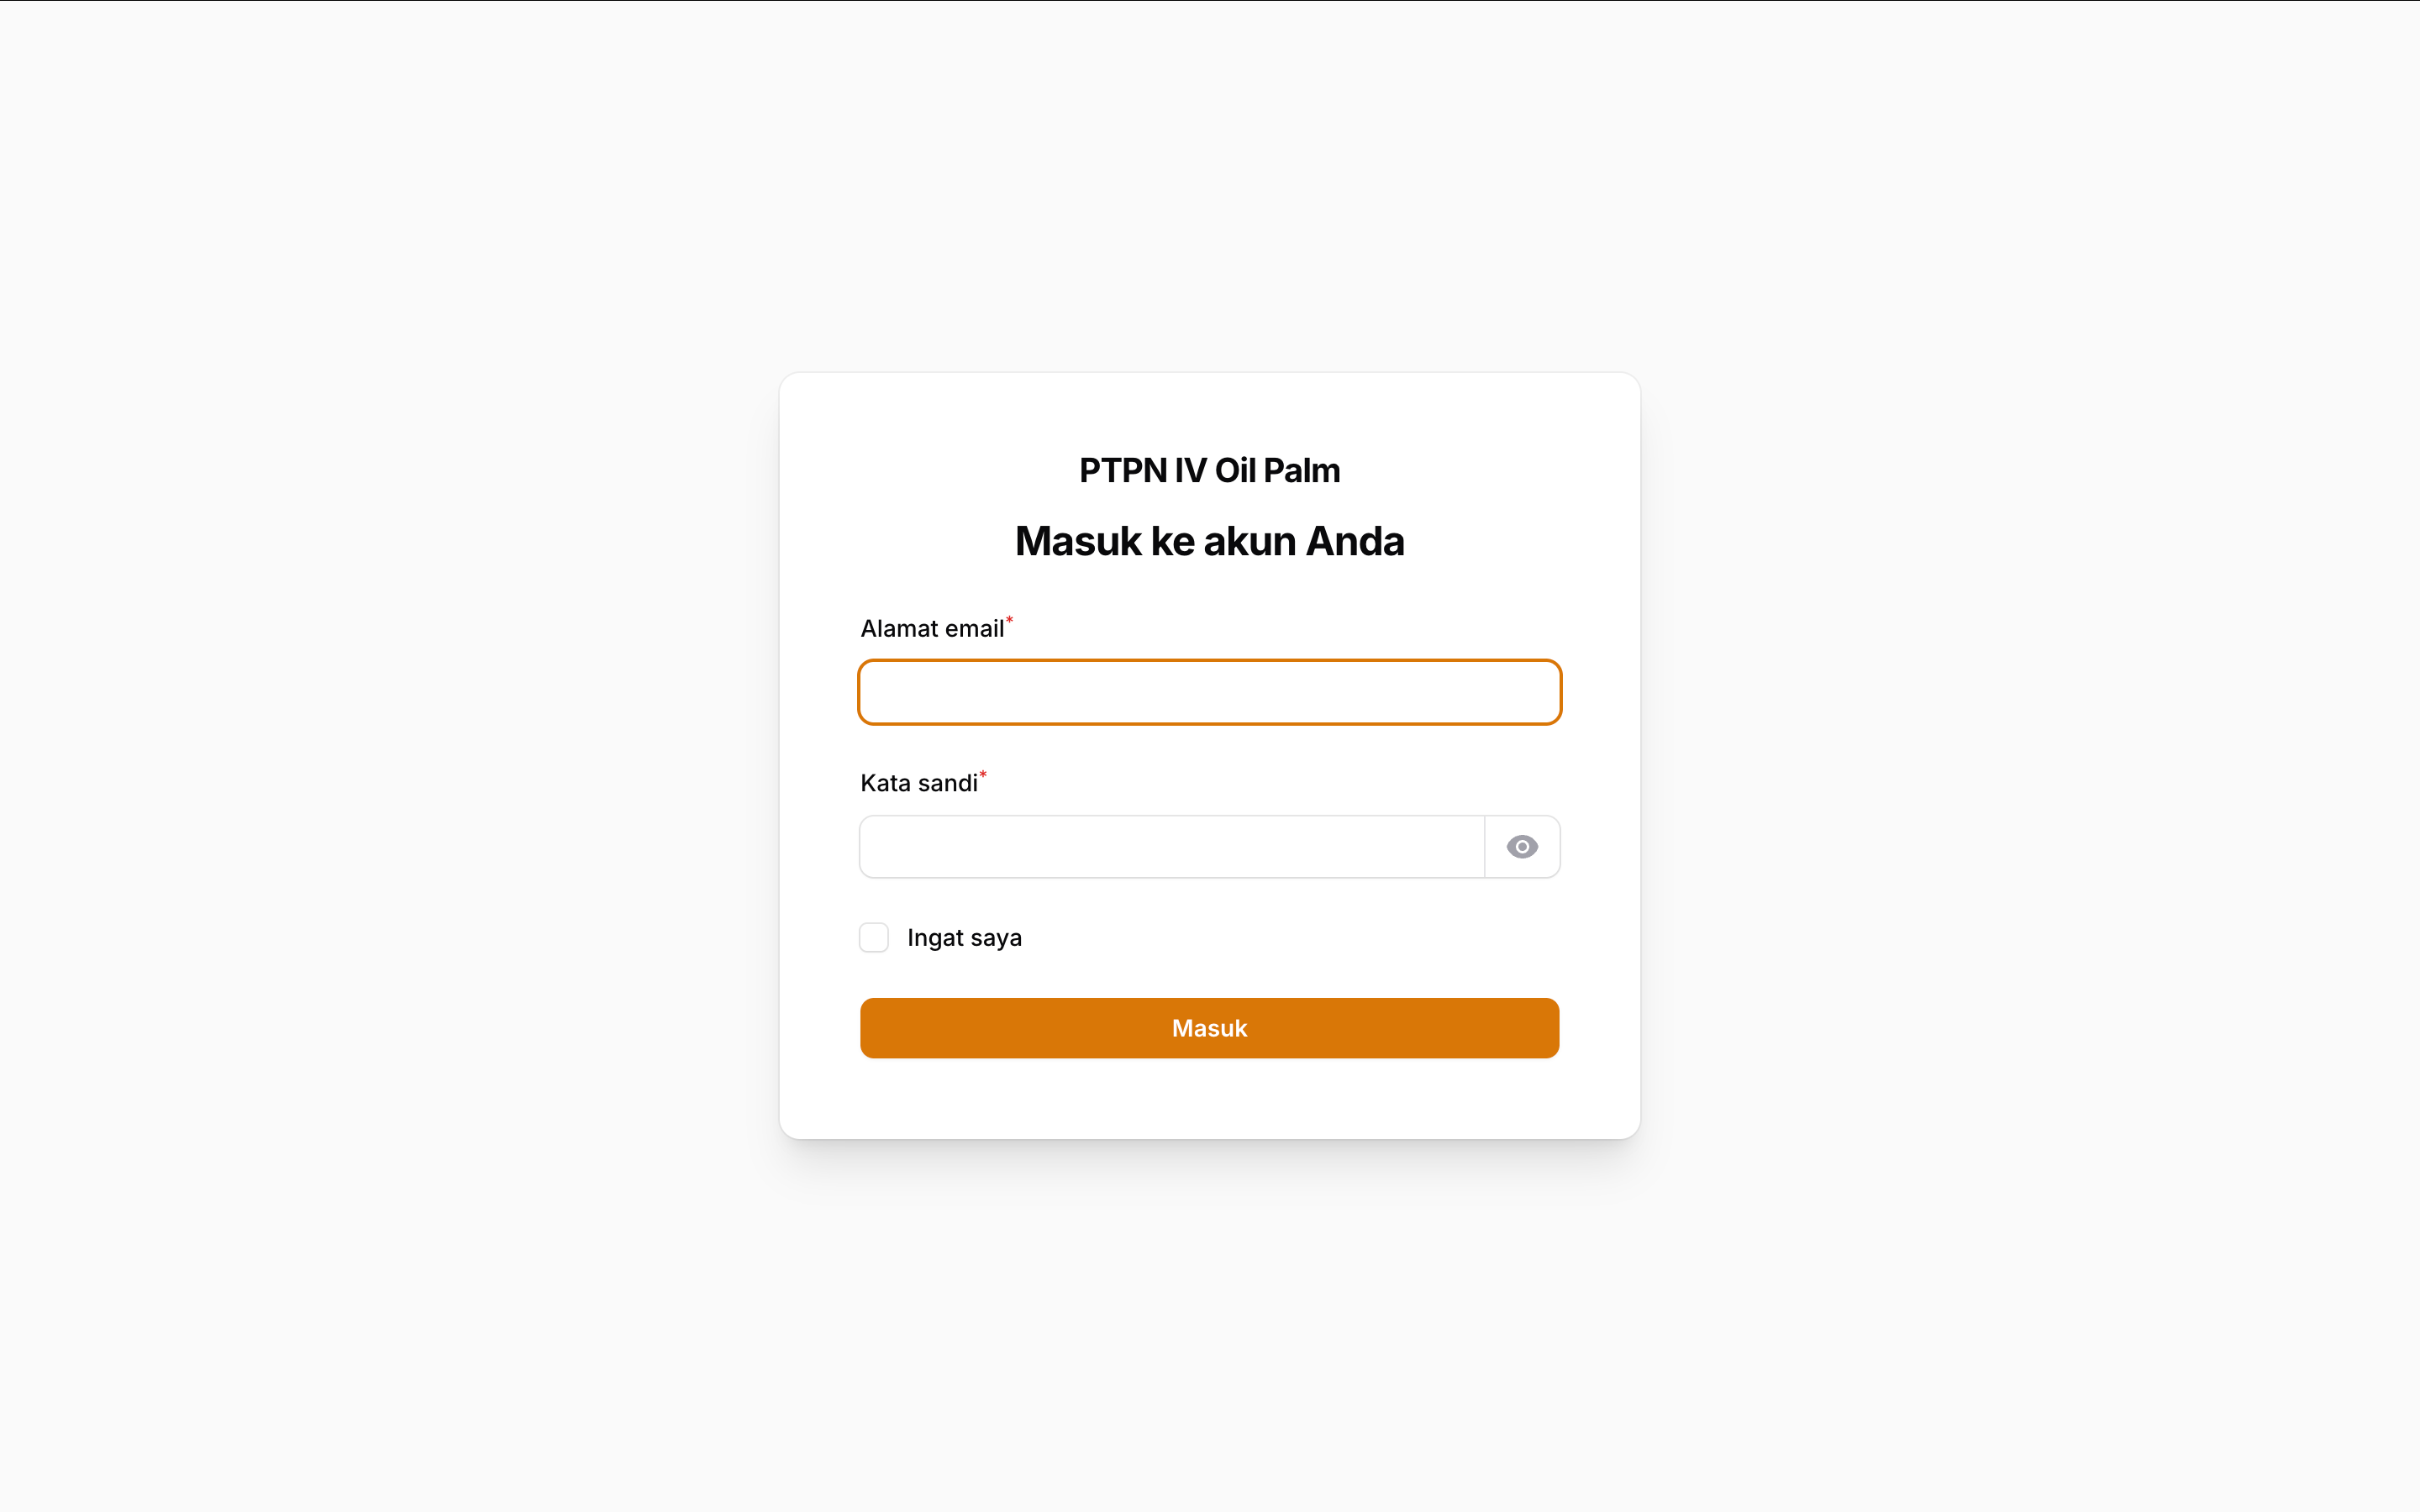 PTPN IV Oil Palm
Masuk ke akun Anda
Alamat email*
Kata sandi*
Ingat saya
Masuk